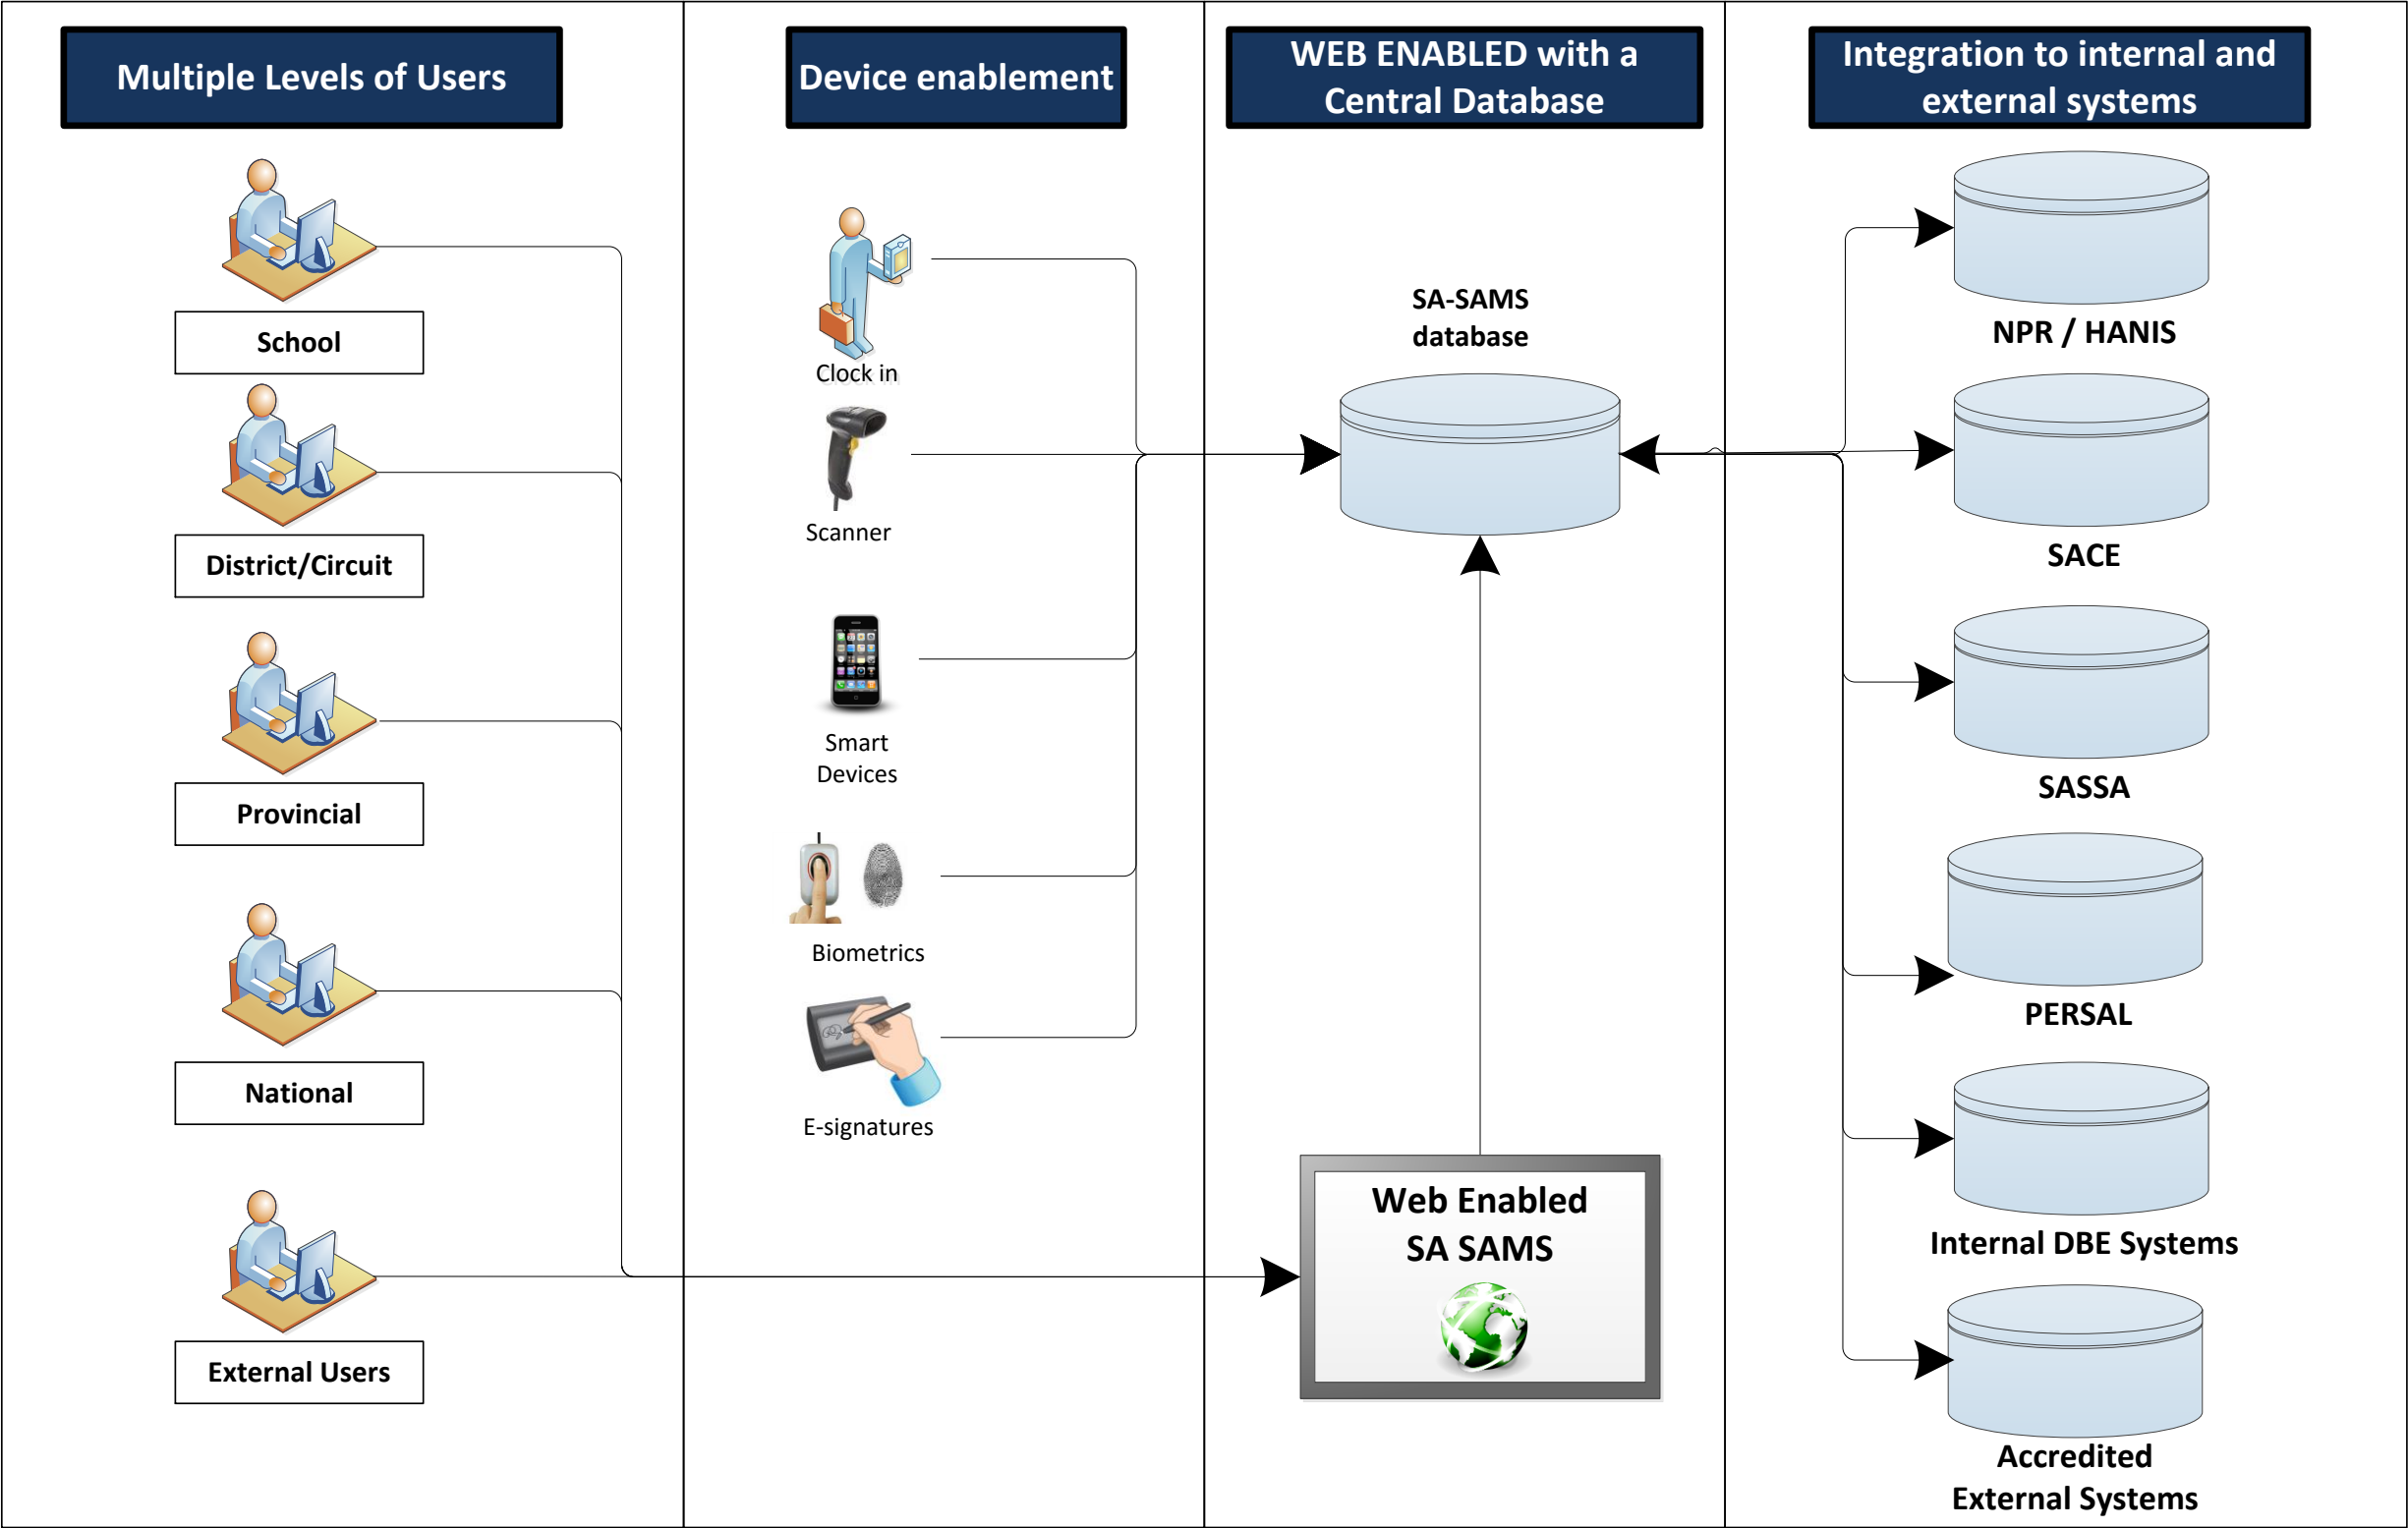 Multiple Levels of Users
School
District/Circuit
Provincial
National
External Users
Device enablement
Clock in
Scanner
Smart
Devices
Biometrics
E-signatures
WEB ENABLED with a
Central Database
SA-SAMS
database
Web Enabled
SA SAMS
Integration to internal and
external systems
NPR / HANIS
SACE
SASSA
PERSAL
Internal DBE Systems
Accredited
External Systems